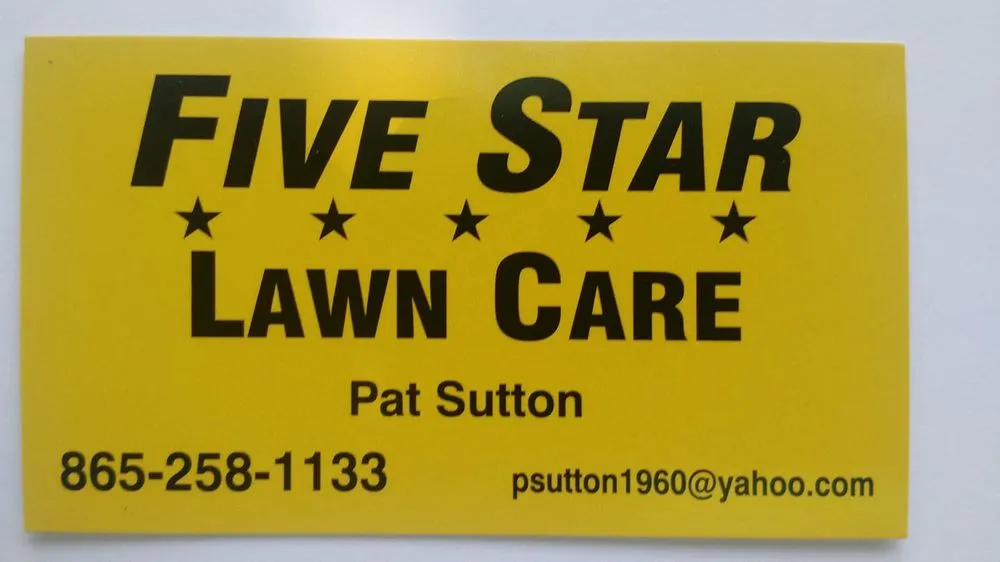 FIVE STAR
★ ★ ★ ★ ★
LAWN CARE
Pat Sutton
865-258-1133
psutton1960@yahoo.com